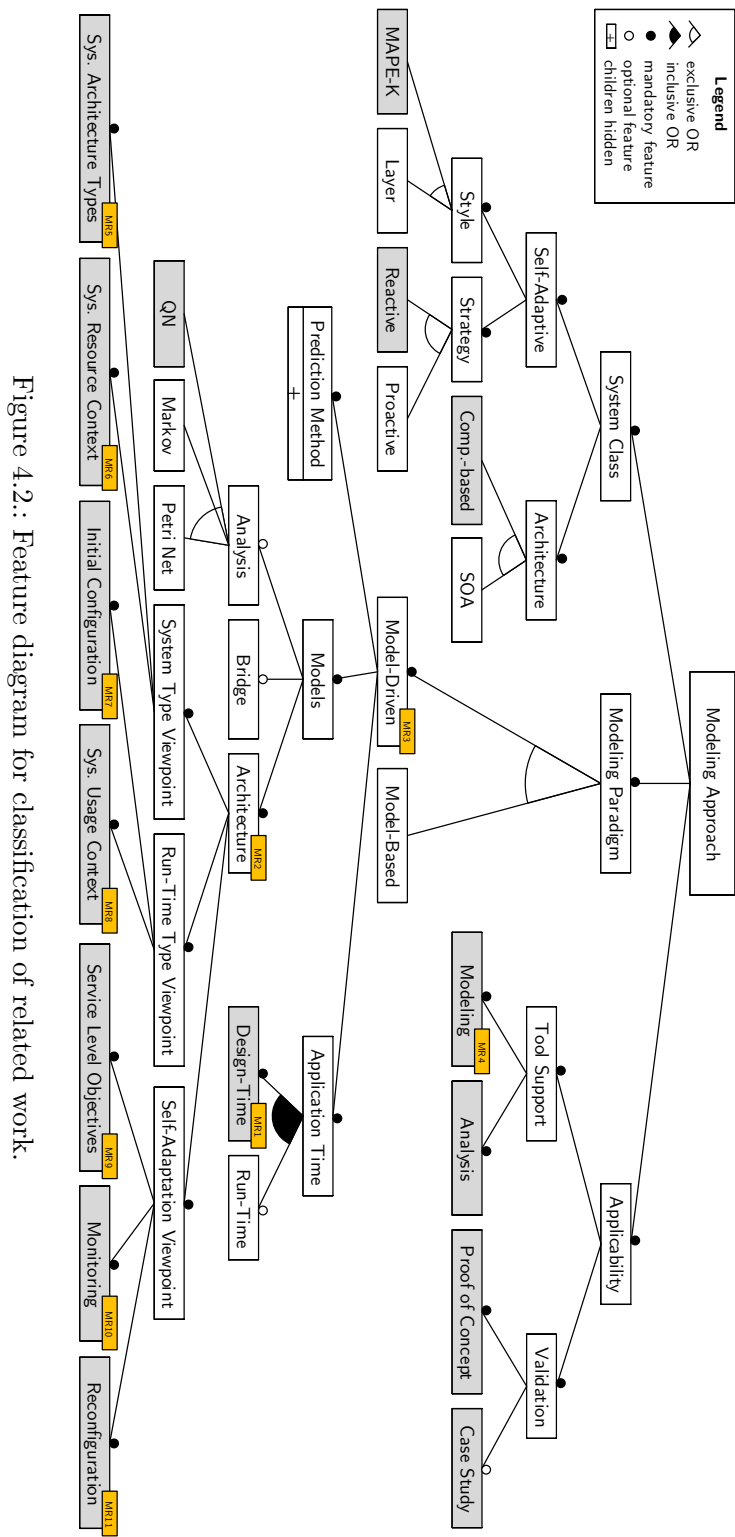 Legend
exclusive OR
inclusive OR
mandatory feature
optional feature
+ children hidden
Modeling Approach
System Class
Modeling Paradigm
Applicability
Self-Adaptive
Architecture
Tool Support
Validation
Style
Strategy
Comp.-based
SOA
Modeling
MR4
Analysis
Proof of Concept
Case Study
MAPE-K
Layer
Reactive
Proactive
Model-Driven
MR3
Model-Based
Prediction Method
+
Models
Application Time
Analysis
Bridge
Architecture
MR2
Design-Time
MR1
Run-Time
QN
Markov
Petri Net
System Type Viewpoint
Run-Time Type Viewpoint
Self-Adaptation Viewpoint
Sys. Architecture Types
MR5
Sys. Resource Context
MR6
Initial Configuration
MR7
Sys. Usage Context
MR8
Service Level Objectives
MR9
Monitoring
MR10
Reconfiguration
MR11
Figure 4.2.: Feature diagram for classification of related work.